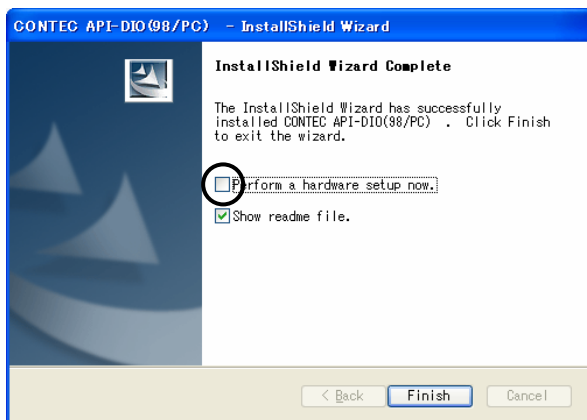 CONTEC API-DIO(98/PC) - InstallShield Wizard
InstallShield Wizard Complete
The InstallShield Wizard has successfully
installed CONTEC API-DIO(98/PC) . Click Finish
to exit the wizard.
Perform a hardware setup now.
Show readme file.
< Back Finish Cancel